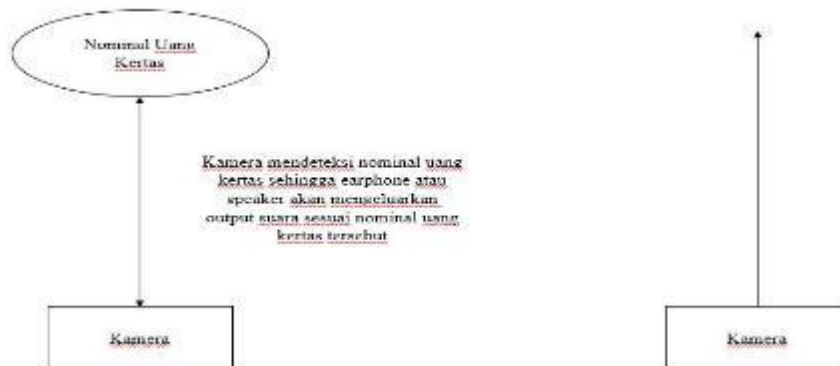 Nominal Uang
Kertas
Kamera mendeteksi nominal uang
kertas sehingga earphone atau
speaker akan mengeluarkan
output suara sesuai nominal uang
kertas tersebut
Kamera
Kamera